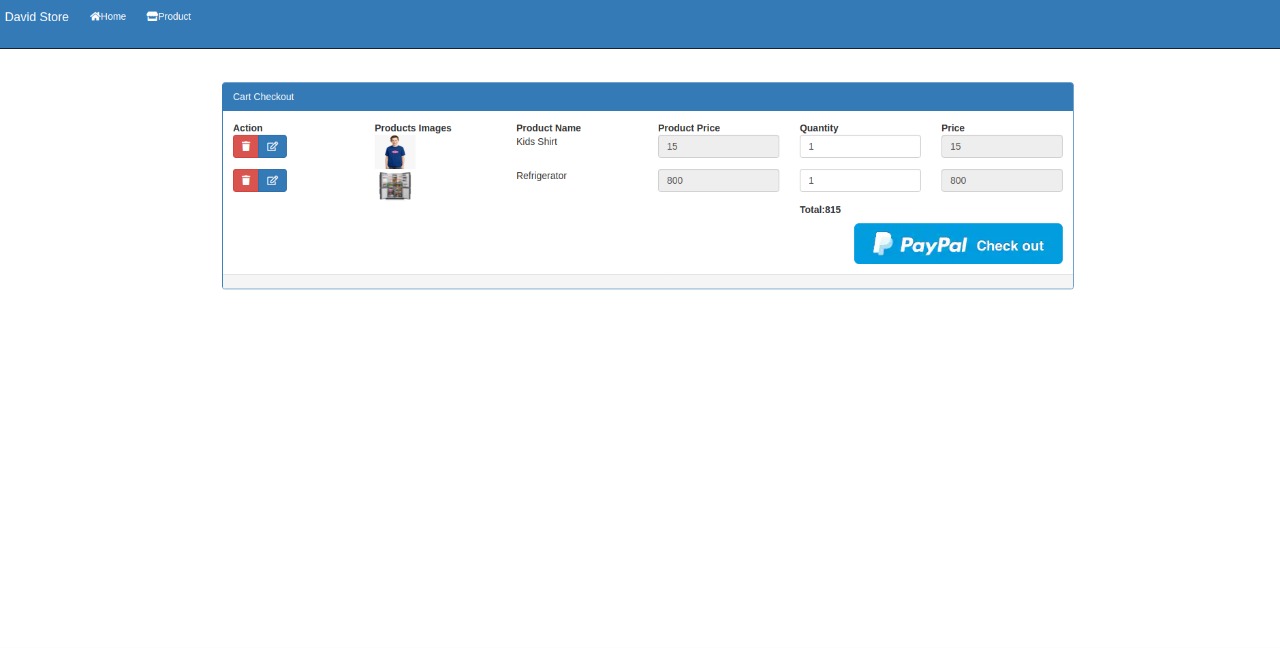 David Store Home Product
Cart Checkout
Action Products Images Product Name Product Price Quantity Price
Kids Shirt 15 1 15
Refrigerator 800 1 800
Total:815
PayPal Check out